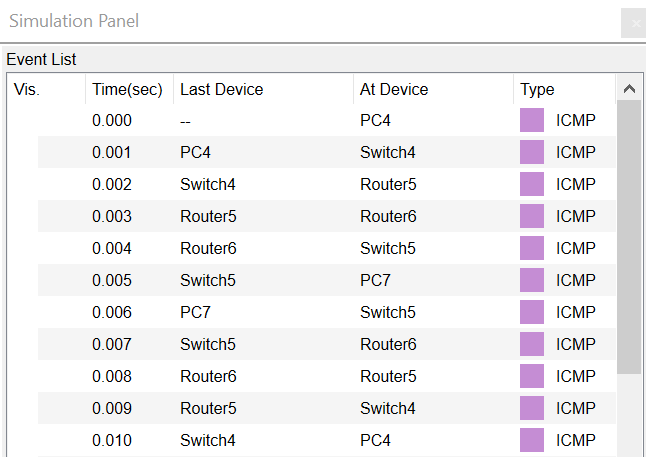 Simulation Panel
Event List
Vis. Time(sec) Last Device At Device Type
0.000 -- PC4 ICMP
0.001 PC4 Switch4 ICMP
0.002 Switch4 Router5 ICMP
0.003 Router5 Router6 ICMP
0.004 Router6 Switch5 ICMP
0.005 Switch5 PC7 ICMP
0.006 PC7 Switch5 ICMP
0.007 Switch5 Router6 ICMP
0.008 Router6 Router5 ICMP
0.009 Router5 Switch4 ICMP
0.010 Switch4 PC4 ICMP